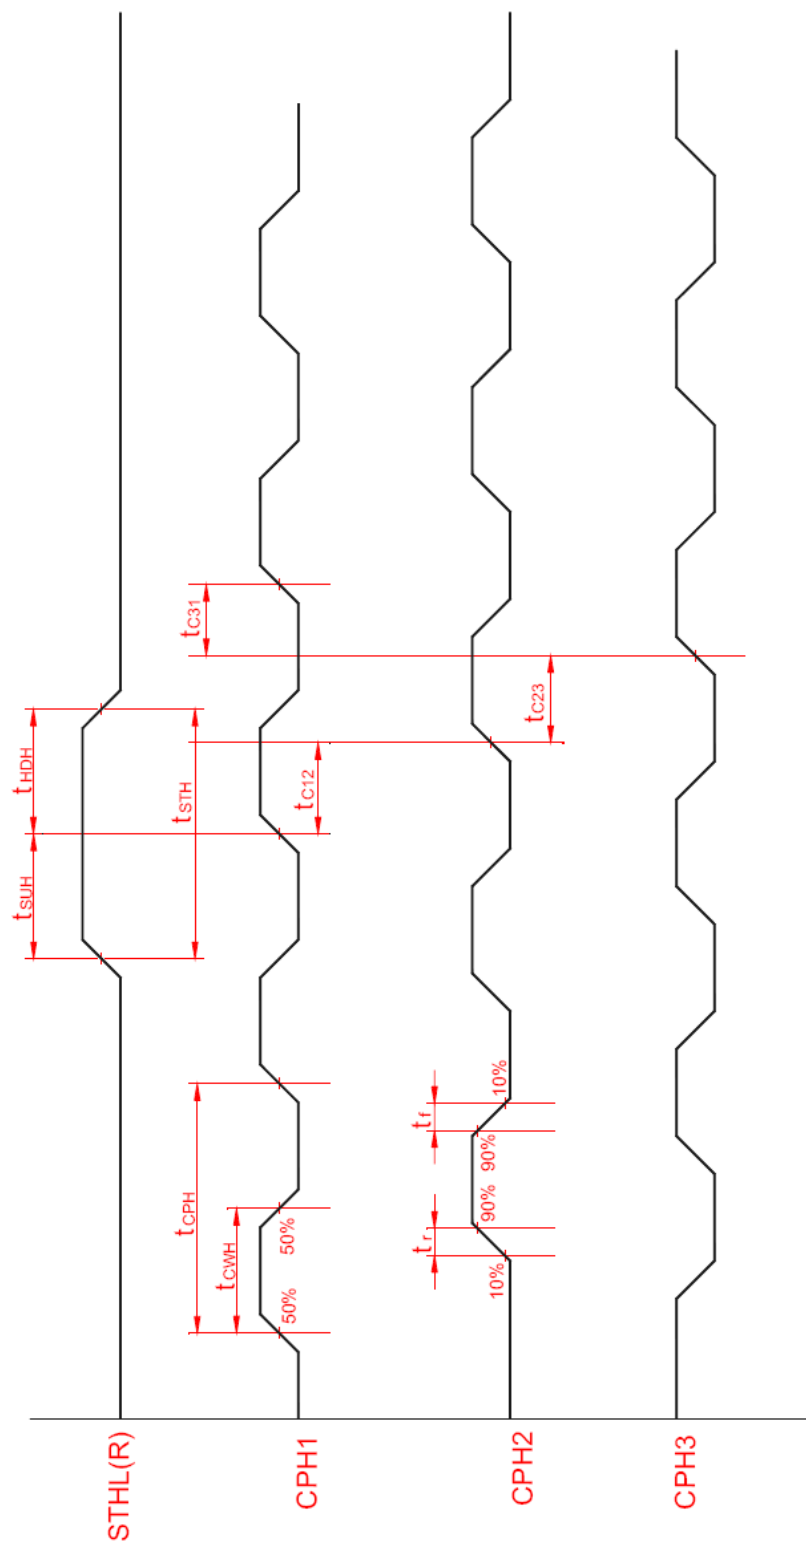 STHL(R)
tSUH
tHDH
tSTH
CPH1
tCPH
tCWH
50%
50%
tC12
tC31
CPH2
tr
10%
90%
tf
90%
10%
tC23
CPH3